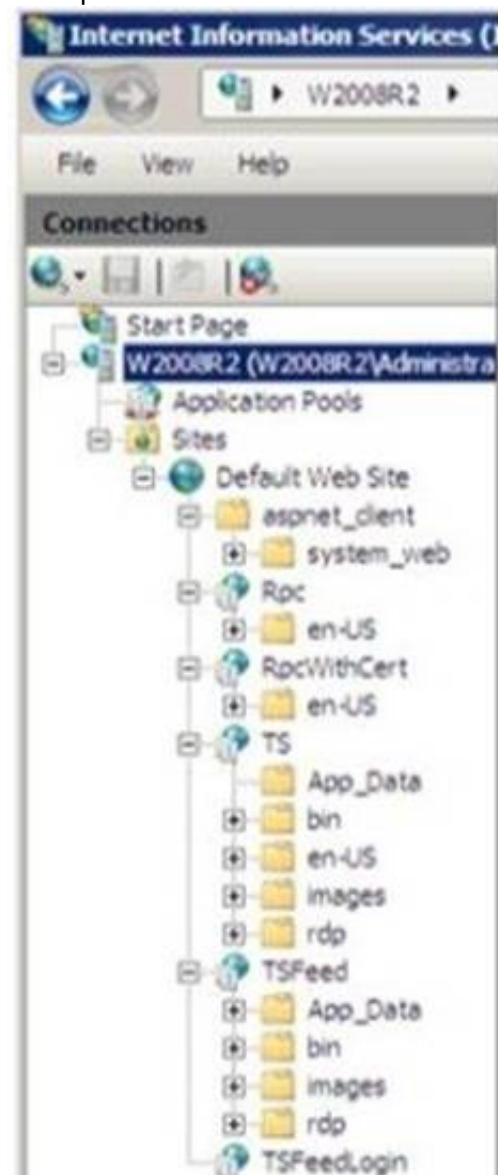 Internet Information Services (
W2008R2
File View Help
Connections
Start Page
W2008R2 (W2008R2\Administra
Application Pools
Sites
Default Web Site
aspnet_client
system_web
Rpc
en-US
RpcWithCert
en-US
TS
App_Data
bin
en-US
images
rdp
TSFeed
App_Data
bin
images
rdp
TSFeedLogin